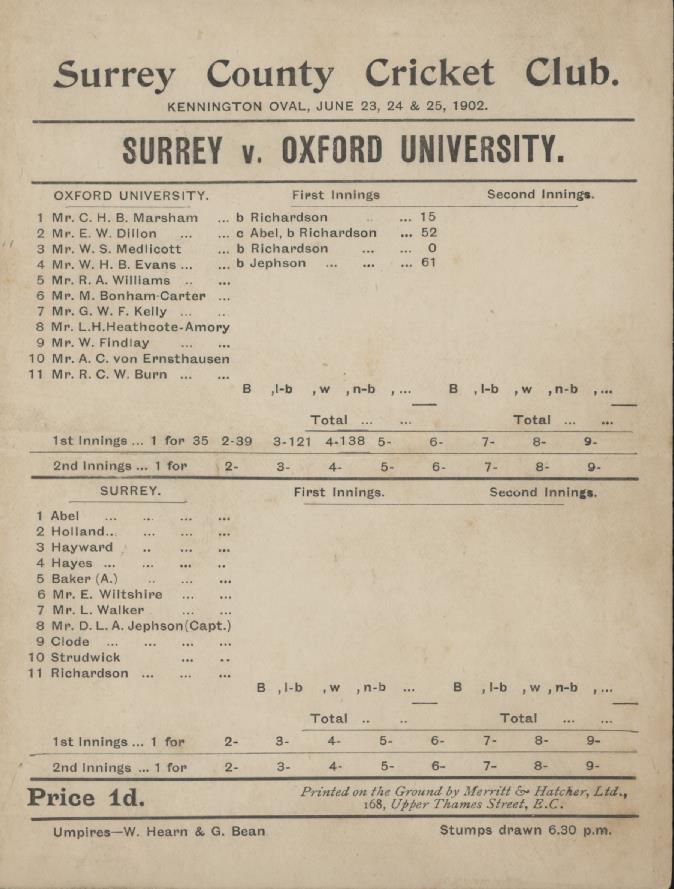 Surrey County Cricket Club.
KENNINGTON OVAL, JUNE 23, 24 & 25, 1902.
SURREY v. OXFORD UNIVERSITY.
OXFORD UNIVERSITY. First Innings Second Innings.
1 Mr. C. H. B. Marsham ... b Richardson .. ... 15
2 Mr. E. W. Dillon ... ... c Abel, b Richardson ... 52
3 Mr. W. S. Medlicott ... b Richardson ... ... 0
4 Mr. W. H. B. Evans ... ... b Jephson ... ... ... 61
5 Mr. R. A. Williams .. ...
6 Mr. M. Bonham-Carter ...
7 Mr. G. W. F. Kelly ... ...
8 Mr. L.H.Heathcote-Amory
9 Mr. W. Findlay ... ...
10 Mr. A. C. von Ernsthausen
11 Mr. R. C. W. Burn ... ...
B ,l-b ,w ,n-b , ... B , l-b , w , n-b , ...
Total ... ... Total ... ...
1st Innings ... 1 for 35 2-39 3-121 4-138 5- 6- 7- 8- 9-
2nd Innings ... 1 for 2- 3- 4- 5- 6- 7- 8- 9-
SURREY. First Innings. Second Innings.
1 Abel ... ... ... ...
2 Holland... ... ... ...
3 Hayward .. ... ...
4 Hayes ... ... ... ..
5 Baker (A.) .. ... ...
6 Mr. E. Wiltshire ... ...
7 Mr. L. Walker ... ...
8 Mr. D. L. A. Jephson (Capt.)
9 Clode ... ... ... ...
10 Strudwick ... ..
11 Richardson ... ... ...
B , l-b , w , n-b ... B , l-b , w , n-b , ...
Total .. .. Total ... ...
1st Innings ... 1 for 2- 3- 4- 5- 6- 7- 8- 9-
2nd Innings ... 1 for 2- 3- 4- 5- 6- 7- 8- 9-
Price 1d.
Printed on the Ground by Merritt & Hatcher, Ltd.,
168, Upper Thames Street, E.C.
Umpires—W. Hearn & G. Bean Stumps drawn 6.30 p.m.